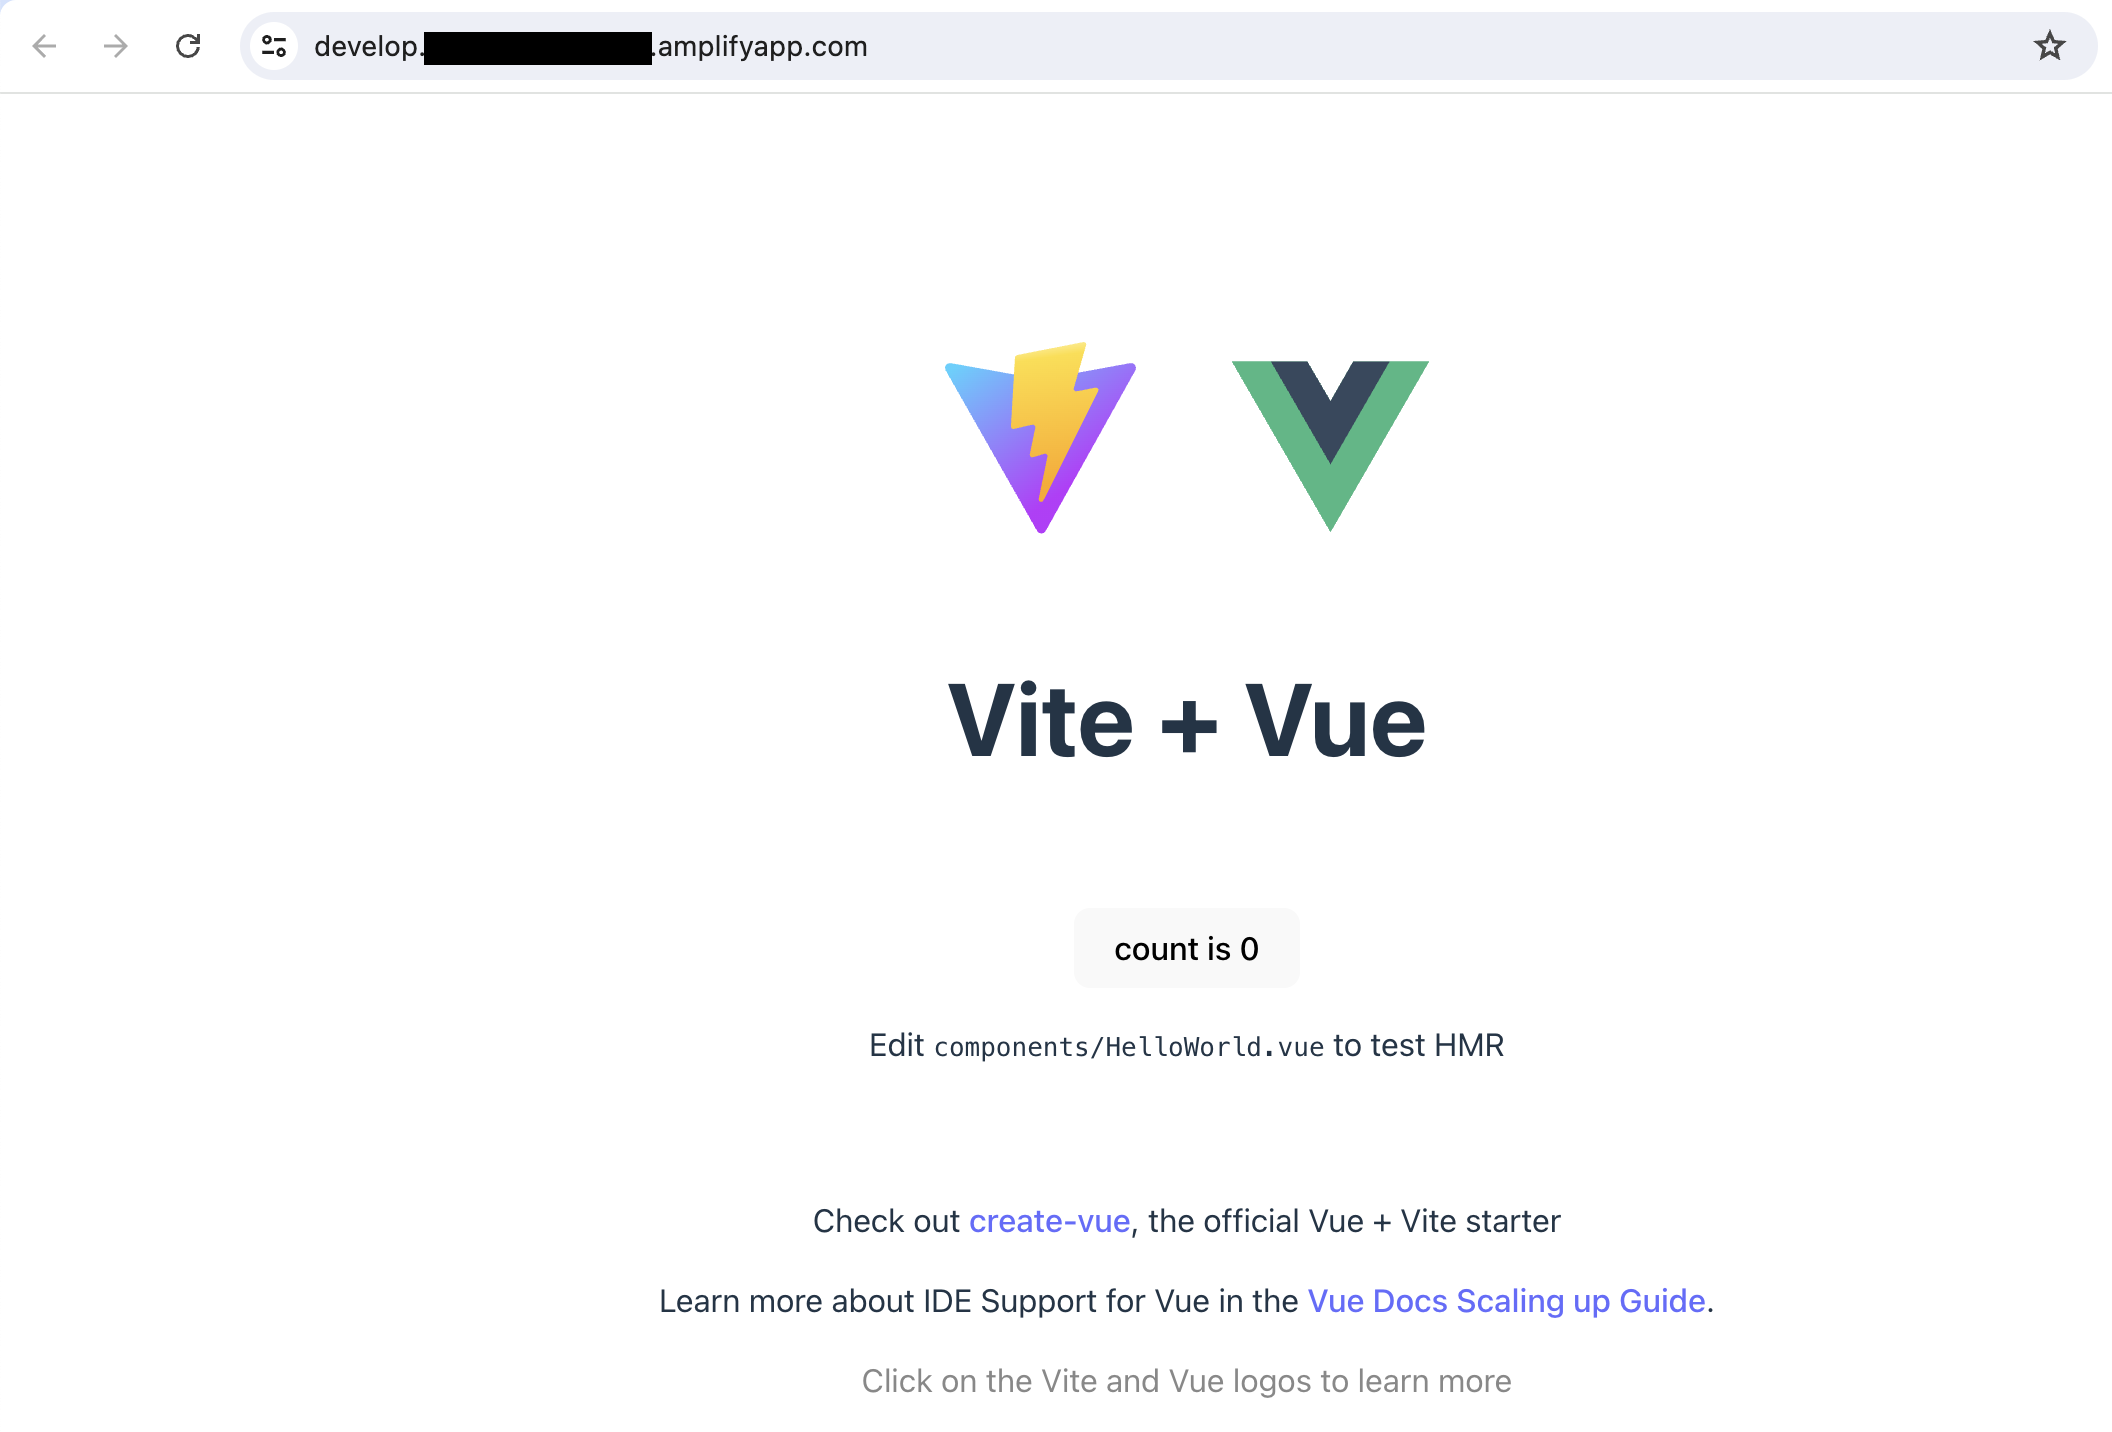 develop. .amplifyapp.com
Vite + Vue
count is 0
Edit components/HelloWorld.vue to test HMR
Check out create-vue, the official Vue + Vite starter
Learn more about IDE Support for Vue in the Vue Docs Scaling up Guide.
Click on the Vite and Vue logos to learn more